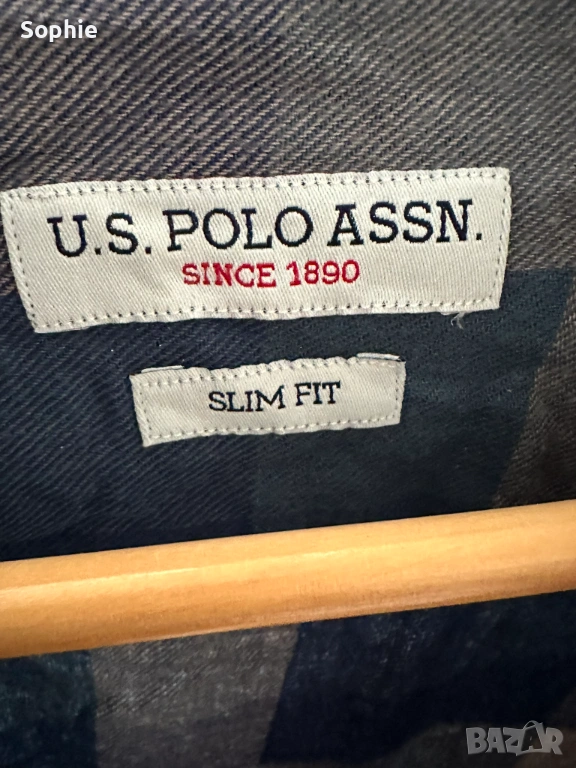 Sophie
U.S. POLO ASSN.
SINCE 1890
SLIM FIT
BAZAR